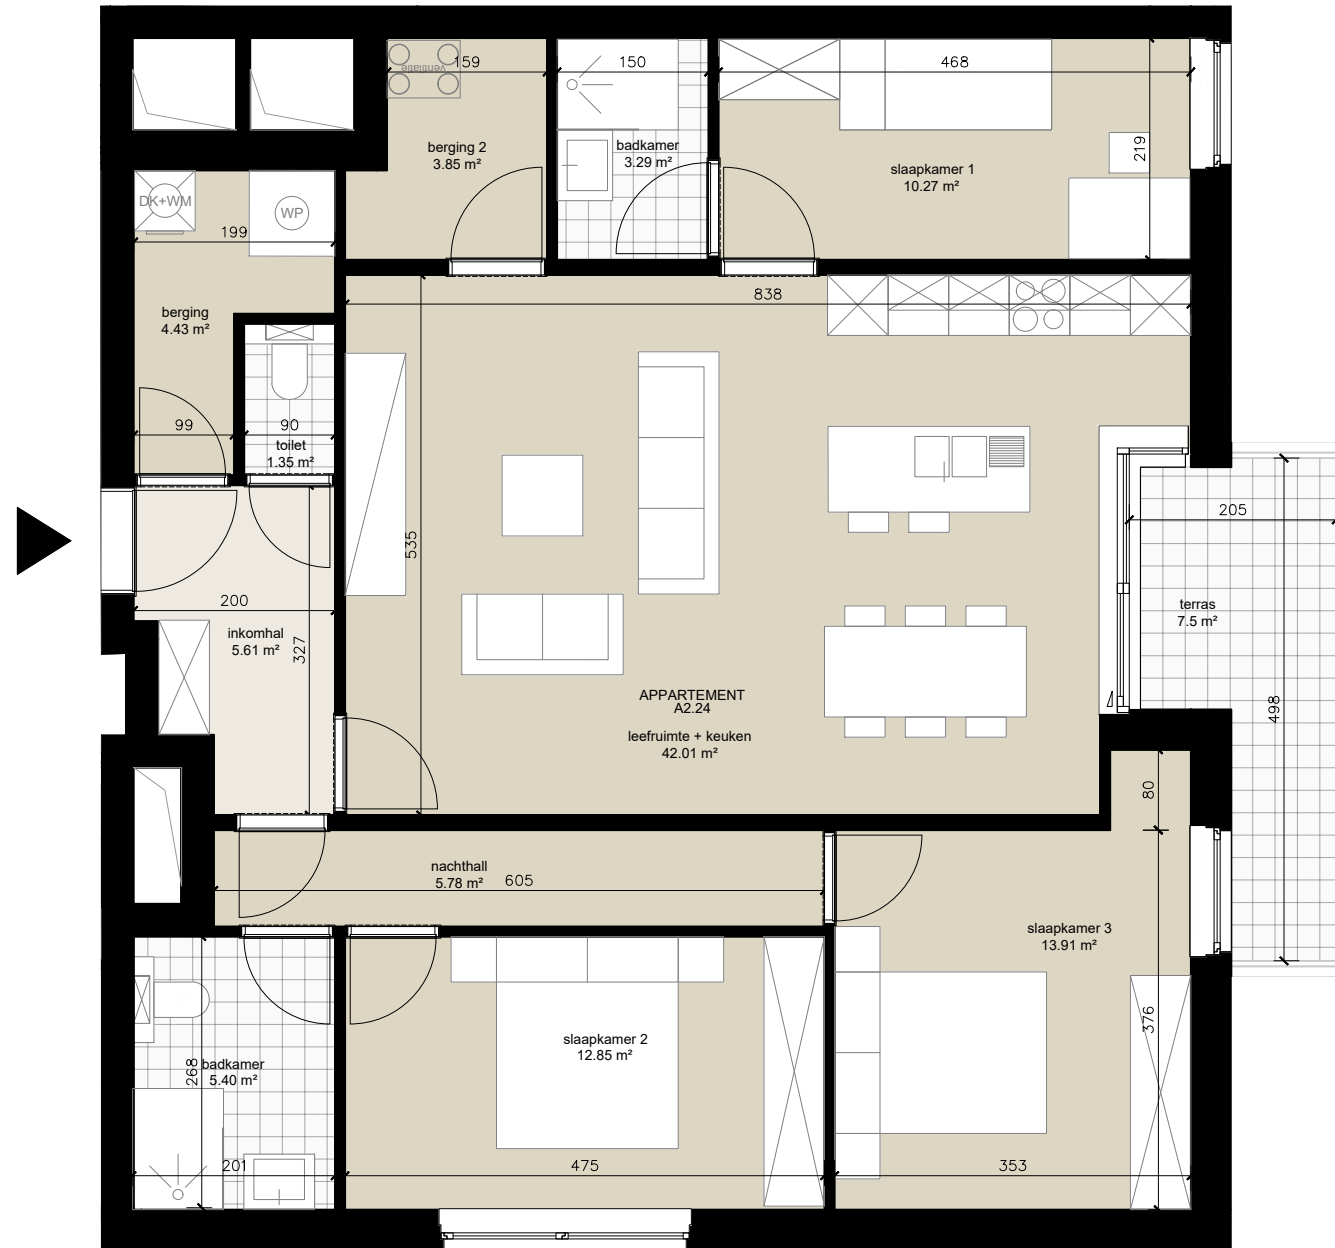 ventilatie
159
150
468
berging 2
3.85 m²
badkamer
3.29 m²
219
slaapkamer 1
10.27 m²
DK+WM
WP
199
838
berging
4.43 m²
99
90
toilet
1.35 m²
205
535
200
inkomhal
5.61 m²
327
terras
7.5 m²
APPARTEMENT
A2.24
leefruimte + keuken
42.01 m²
498
80
nachthall
5.78 m²
605
slaapkamer 3
13.91 m²
376
slaapkamer 2
12.85 m²
268
badkamer
5.40 m²
201
475
353